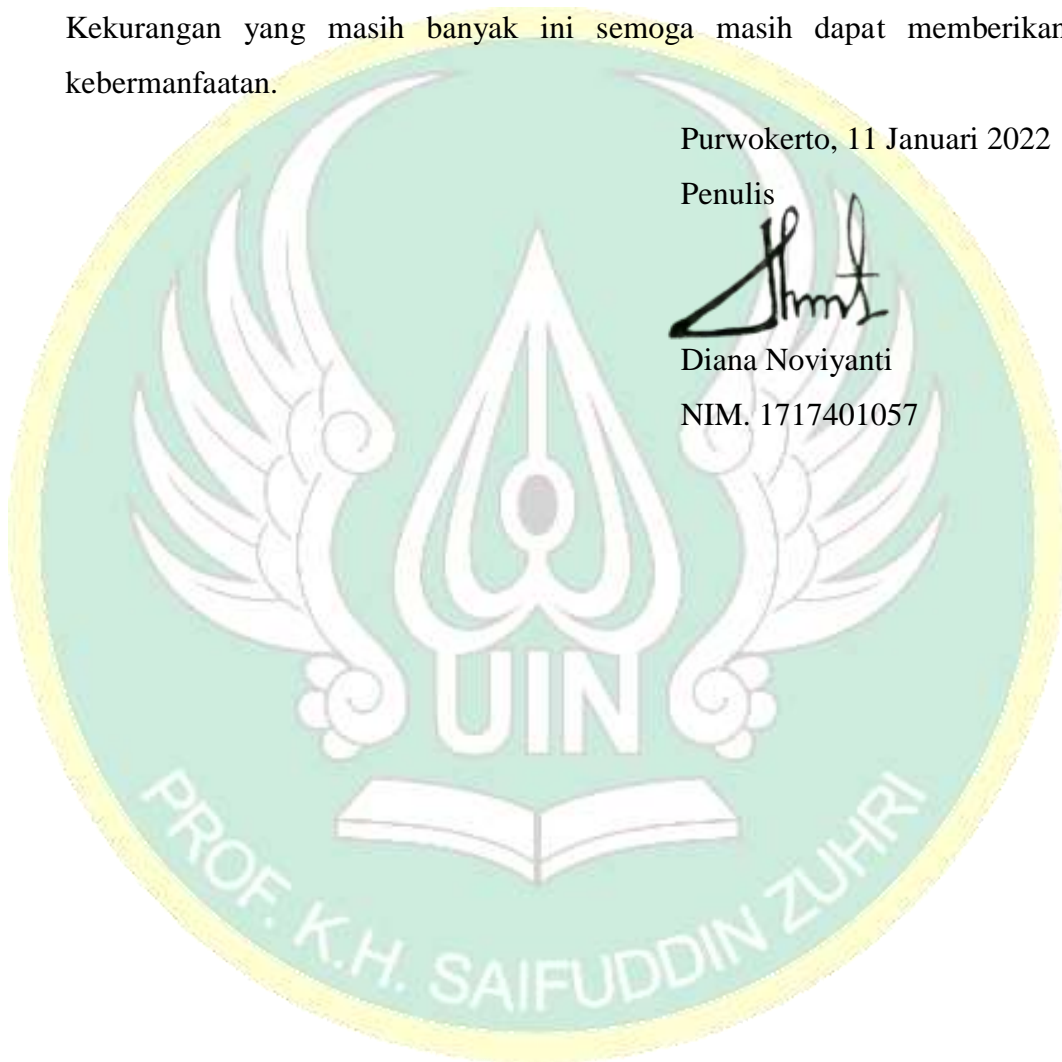 Kekurangan yang masih banyak ini semoga masih dapat memberikan
kebermanfaatan.
Purwokerto, 11 Januari 2022
Penulis
Diana Noviyanti
NIM. 1717401057
UIN
PROF. K.H. SAIFUDDIN ZUHRI